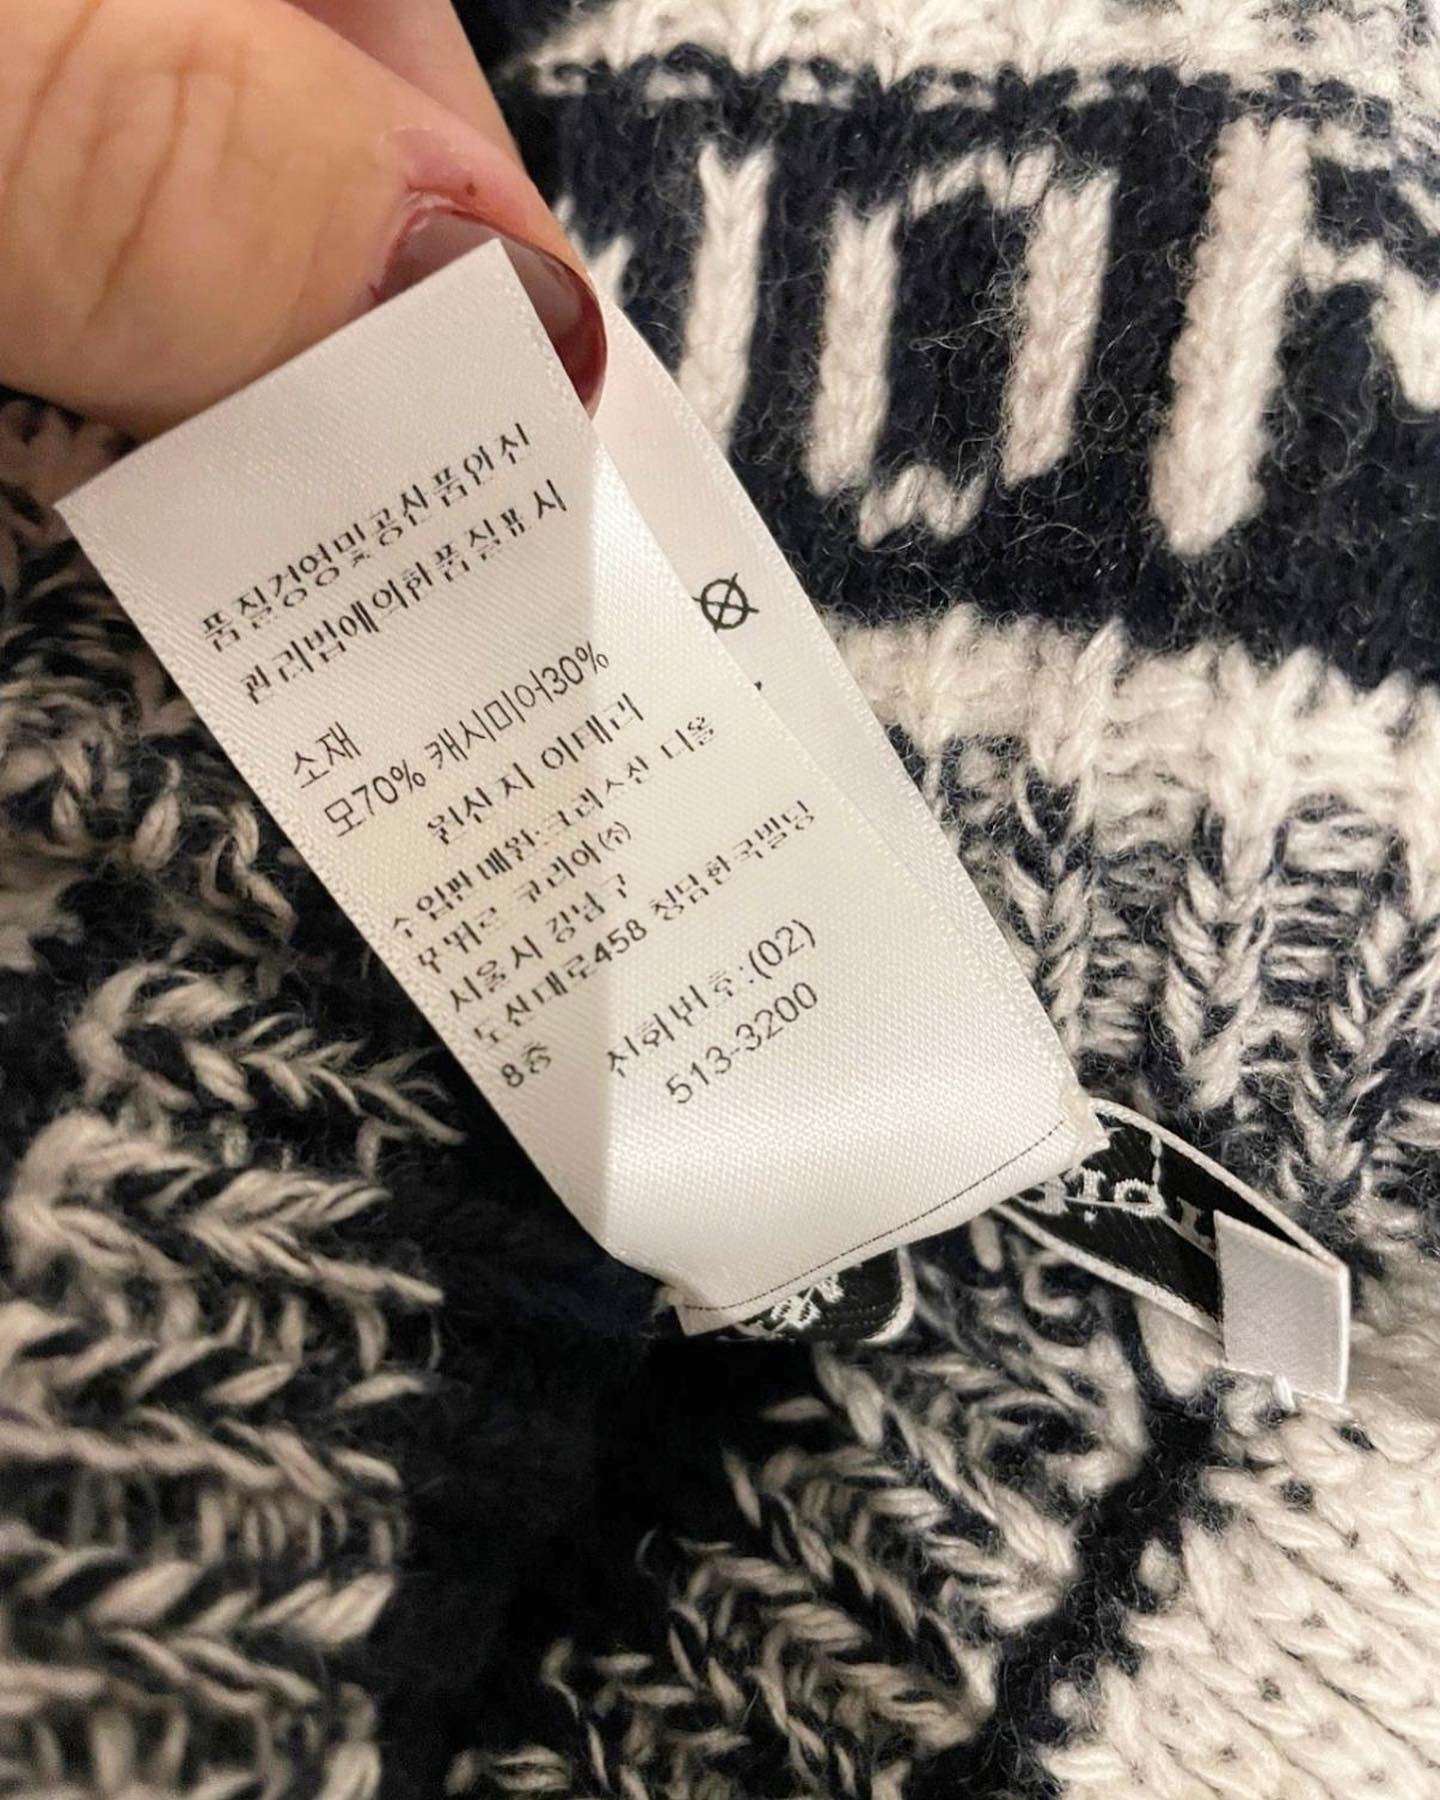 품질경영및공산품안전
관리법에의한품질표시
소재
모70% 캐시미어30%
원산지 이태리
수입판매원:크리스챤 디올
꾸뛰르 코리아(주)
서울시 강남구
도산대로458 청담한국빌딩
8층 전화번호:(02)
513-3200